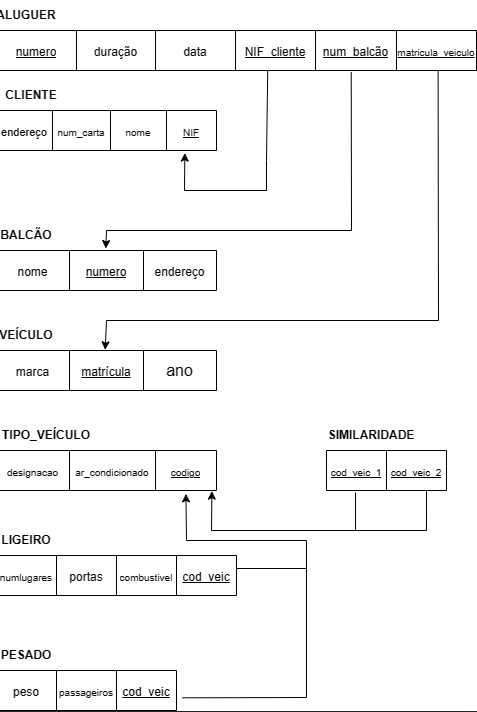 ALUGUER
numero duração data NIF_cliente num_balcão matricula_veiculo
CLIENTE
endereço num_carta nome NIF
BALCÃO
nome numero endereço
VEÍCULO
marca matrícula ano
TIPO_VEÍCULO SIMILARIDADE
designacao ar_condicionado codigo cod_veic_1 cod_veic_2
LIGEIRO
numlugares portas combustivel cod_veic
PESADO
peso passageiros cod_veic